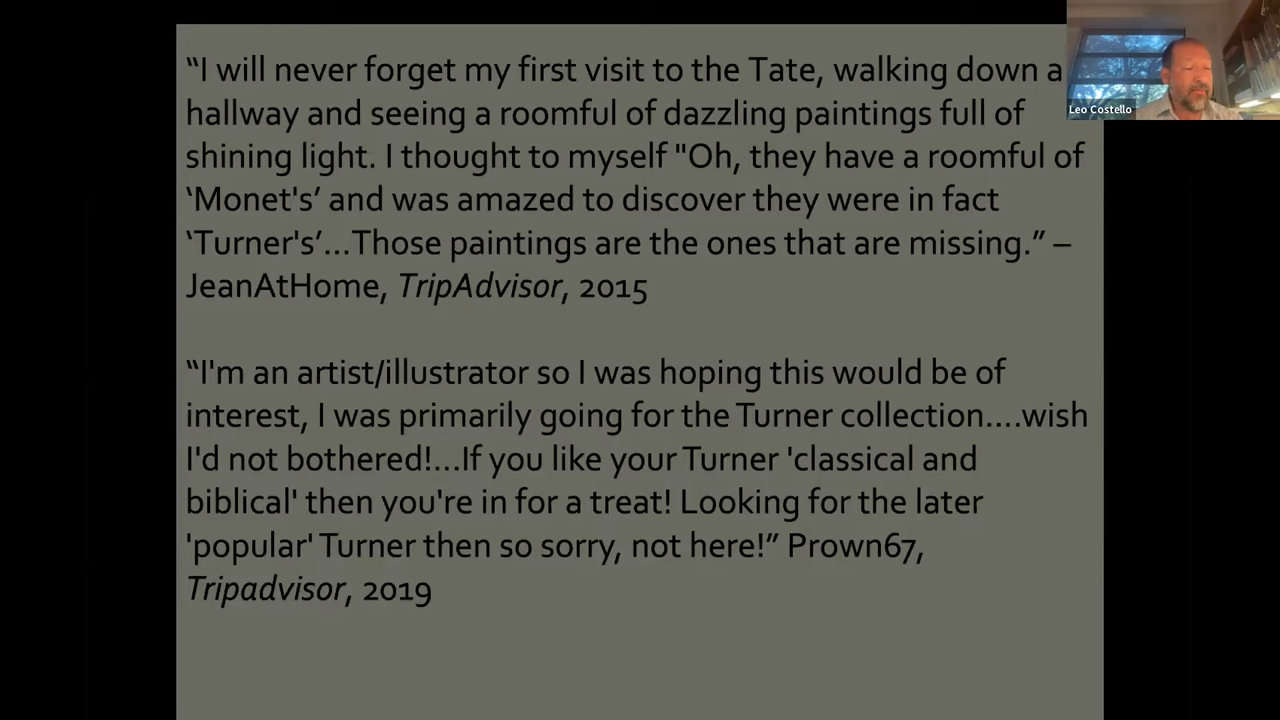 “I will never forget my first visit to the Tate, walking down a
hallway and seeing a roomful of dazzling paintings full of
shining light. I thought to myself "Oh, they have a roomful of
‘Monet's’ and was amazed to discover they were in fact
‘Turner's’...Those paintings are the ones that are missing.” –
JeanAtHome, TripAdvisor, 2015
“I'm an artist/illustrator so I was hoping this would be of
interest, I was primarily going for the Turner collection....wish
I'd not bothered!...If you like your Turner 'classical and
biblical' then you're in for a treat! Looking for the later
'popular' Turner then so sorry, not here!” Prown67,
Tripadvisor, 2019
Leo Costello